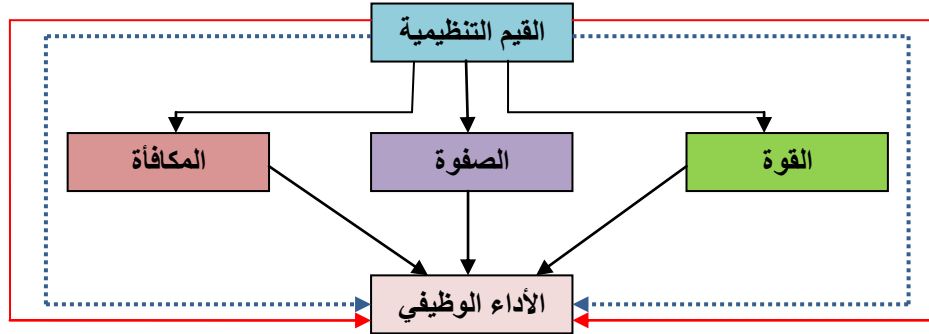 القيم التنظيمية
القوة
الصفوة
المكافأة
الأداء الوظيفي